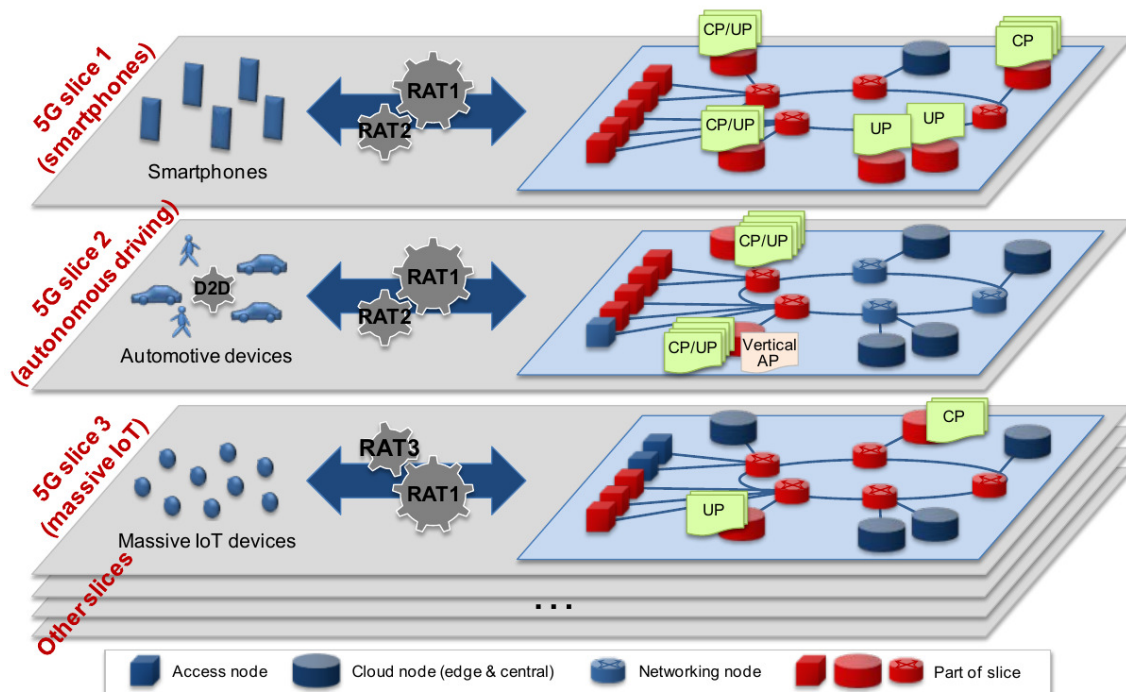 5G slice 1
(smartphones)
Smartphones
RAT1
RAT2
CP/UP
CP
CP/UP
UP
UP
5G slice 2
(autonomous driving)
D2D
Automotive devices
RAT1
RAT2
CP/UP
CP/UP
Vertical
AP
5G slice 3
(massive IoT)
Massive IoT devices
RAT3
RAT1
CP
UP
Other slices
...
Access node
Cloud node (edge & central)
Networking node
Part of slice